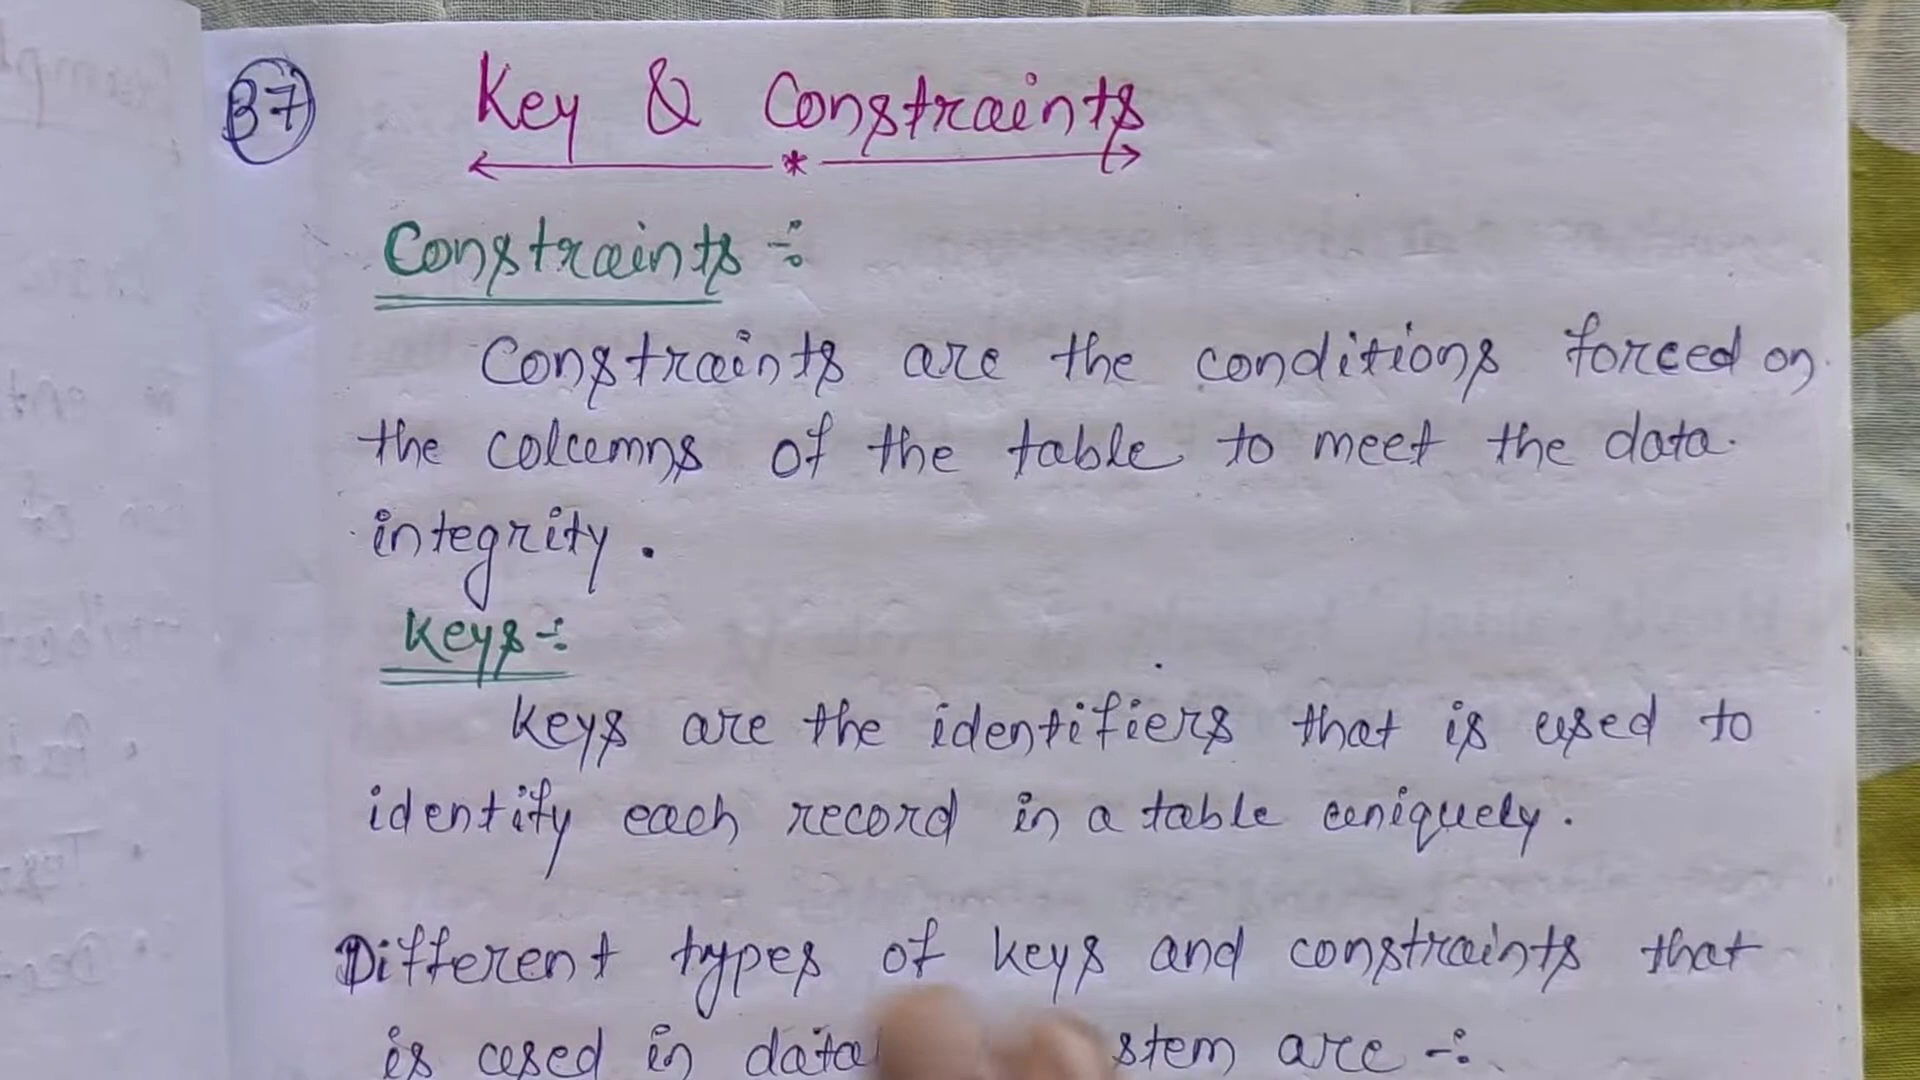 37
Key & Constraints
Constraints :-
Constraints are the conditions forced on
the columns of the table to meet the data
integrity.
Keys :-
Keys are the identifiers that is used to
identify each record in a table uniquely.
Different types of keys and constraints that
is used in data stem are :-